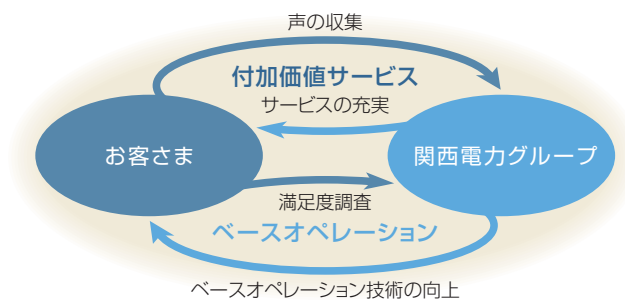 声の収集
付加価値サービス
サービスの充実
お客さま
関西電力グループ
満足度調査
ベースオペレーション
ベースオペレーション技術の向上